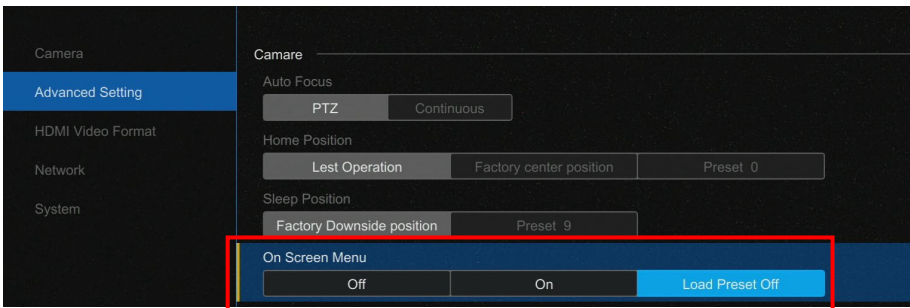 Camera
Advanced Setting
HDMI Video Format
Network
System
Camare
Auto Focus
PTZ Continuous
Home Position
Lest Operation Factory center position Preset 0
Sleep Position
Factory Downside position Preset 9
On Screen Menu
Off On Load Preset Off